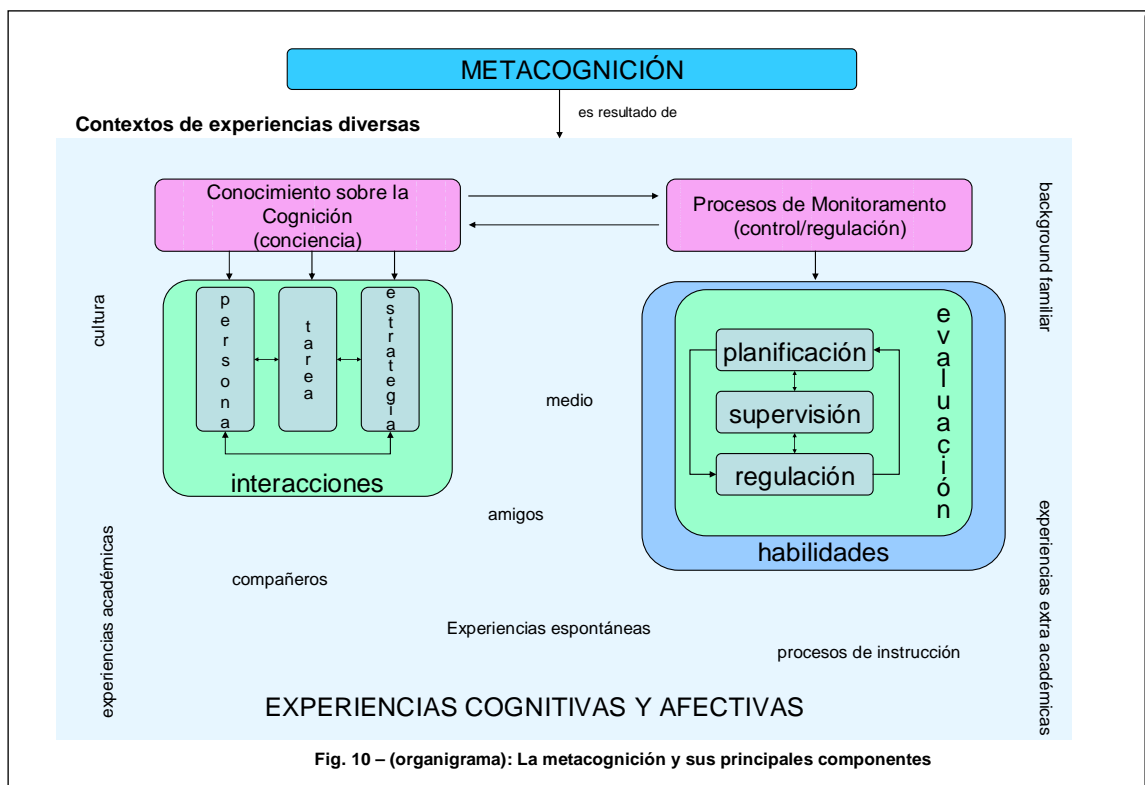 METACOGNICIÓN
es resultado de
Contextos de experiencias diversas
Conocimiento sobre la
Cognición
(conciencia)
Procesos de Monitoramento
(control/regulación)
background familiar
cultura
persona
tarea
estrategia
interacciones
medio
planificación
supervisión
regulación
evaluación
habilidades
amigos
compañeros
experiencias académicas
experiencias extra académicas
Experiencias espontáneas
procesos de instrucción
EXPERIENCIAS COGNITIVAS Y AFECTIVAS
Fig. 10 – (organigrama): La metacognición y sus principales componentes